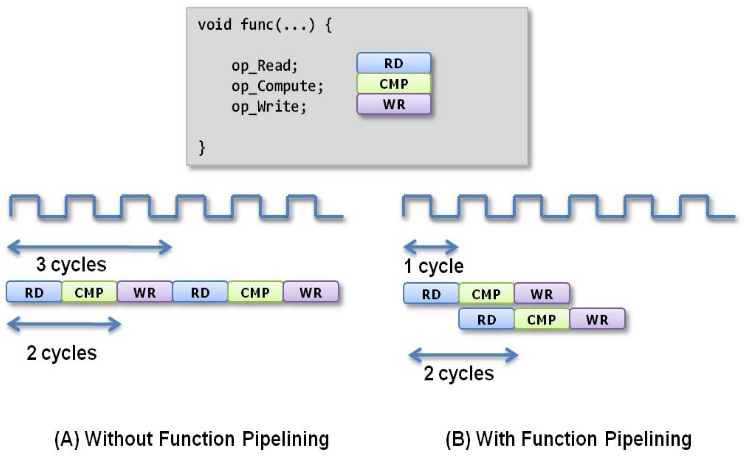 void func(...) {
op_Read; RD
op_Compute; CMP
op_Write; WR
}
3 cycles
RD CMP WR RD CMP WR
2 cycles
1 cycle
RD CMP WR
RD CMP WR
2 cycles
(A) Without Function Pipelining
(B) With Function Pipelining